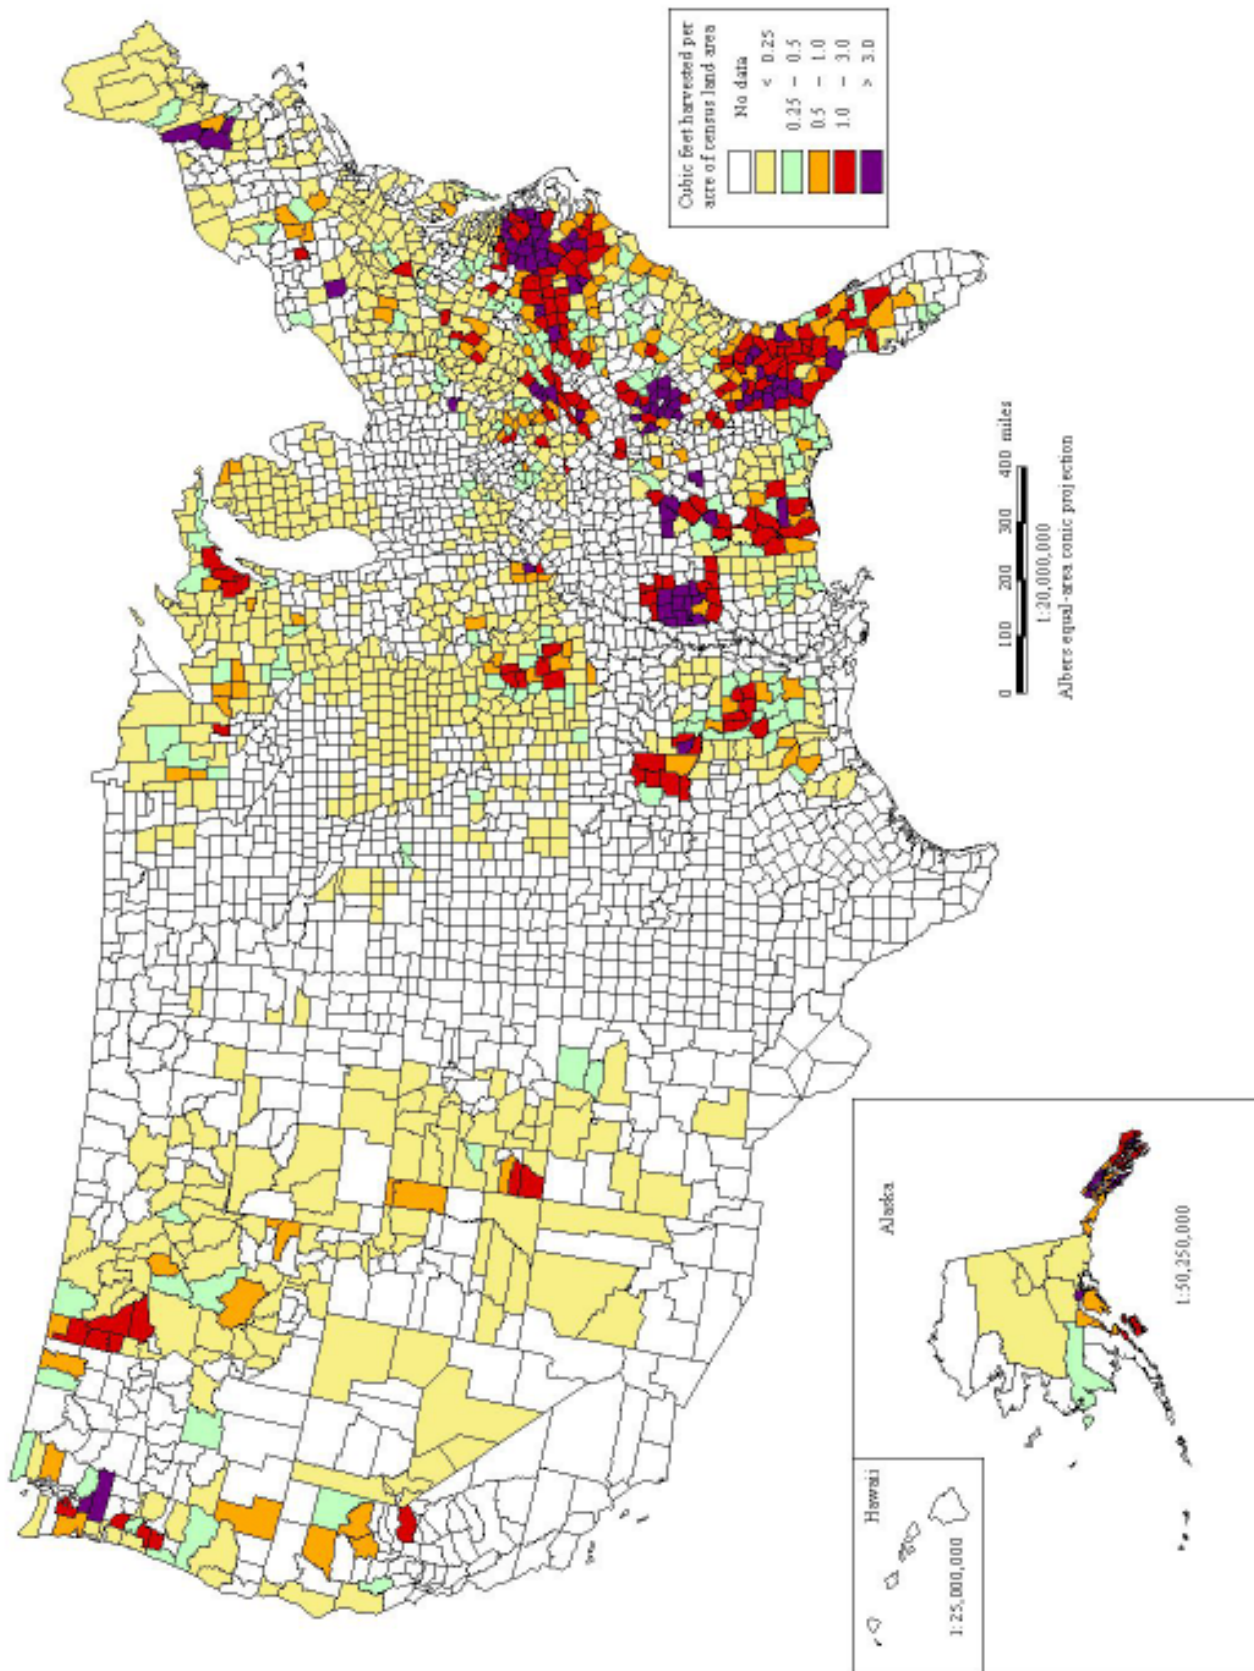 Cubic feet harvested per
acre of census land area
No data
< 0.25
0.25 – 0.5
0.5 – 1.0
1.0 – 3.0
> 3.0
0 100 200 300 400 miles
1:20,000,000
Albers equal-area conic projection
Alaska
1:50,250,000
Hawaii
1:25,000,000